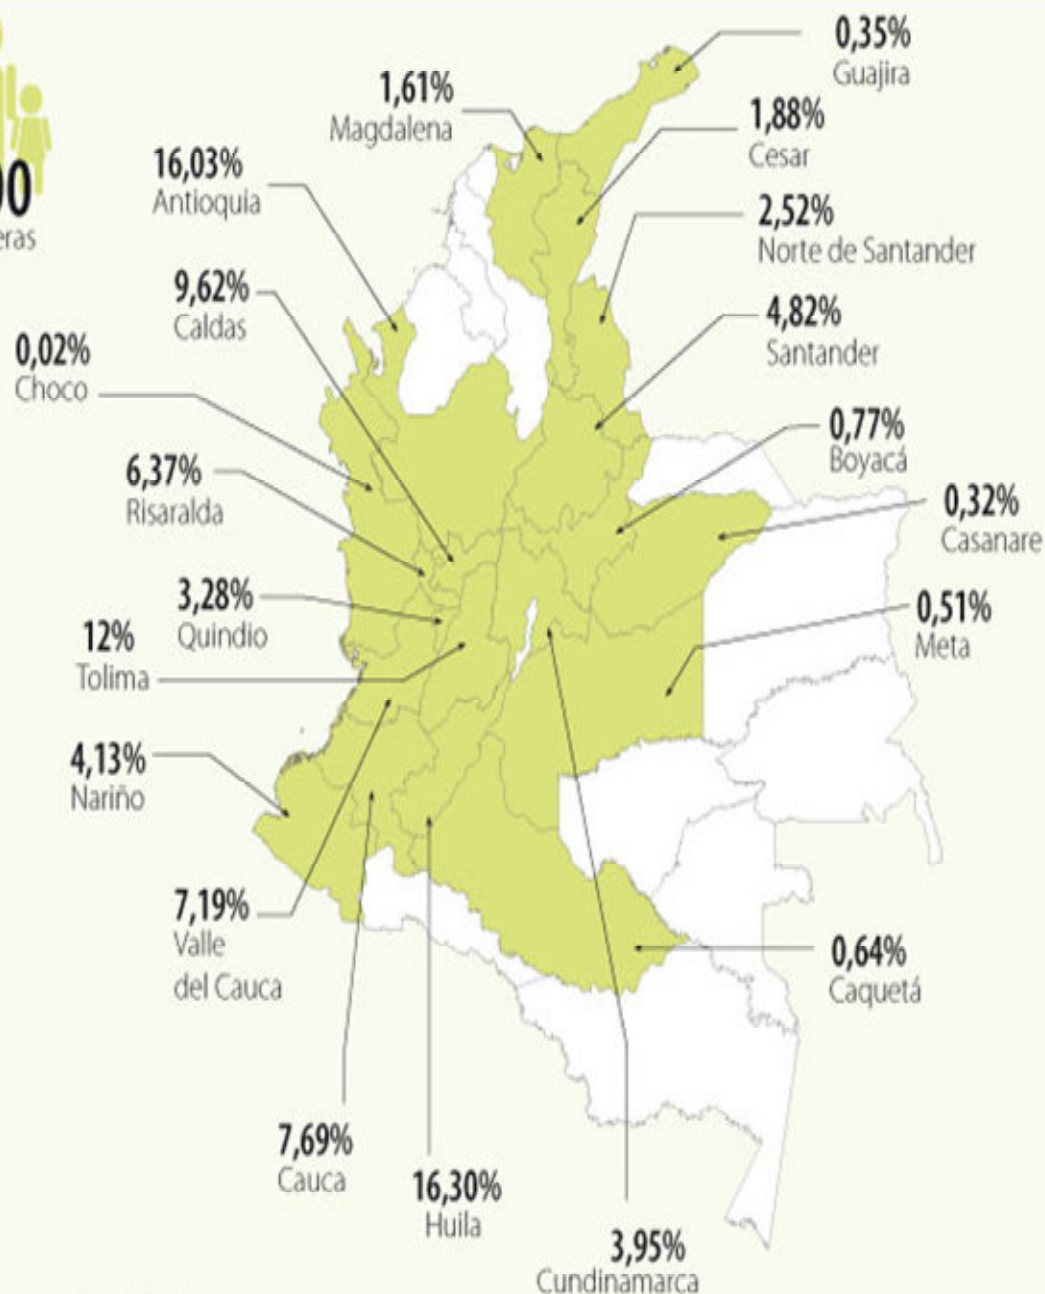 00
eras
0,35%
Guajira
1,61%
Magdalena
1,88%
Cesar
16,03%
Antioquia
2,52%
Norte de Santander
9,62%
Caldas
4,82%
Santander
0,02%
Choco
0,77%
Boyacá
6,37%
Risaralda
0,32%
Casanare
3,28%
Quindio
0,51%
Meta
12%
Tolima
4,13%
Nariño
7,19%
Valle
del Cauca
0,64%
Caquetá
7,69%
Cauca
16,30%
Huila
3,95%
Cundinamarca